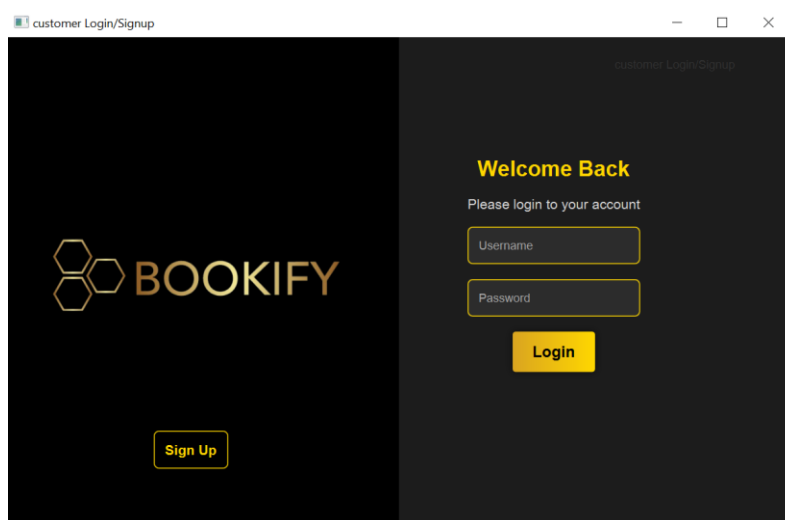 customer Login/Signup
customer Login/Signup
Welcome Back
Please login to your account
Username
Password
Login
BOOKIFY
Sign Up